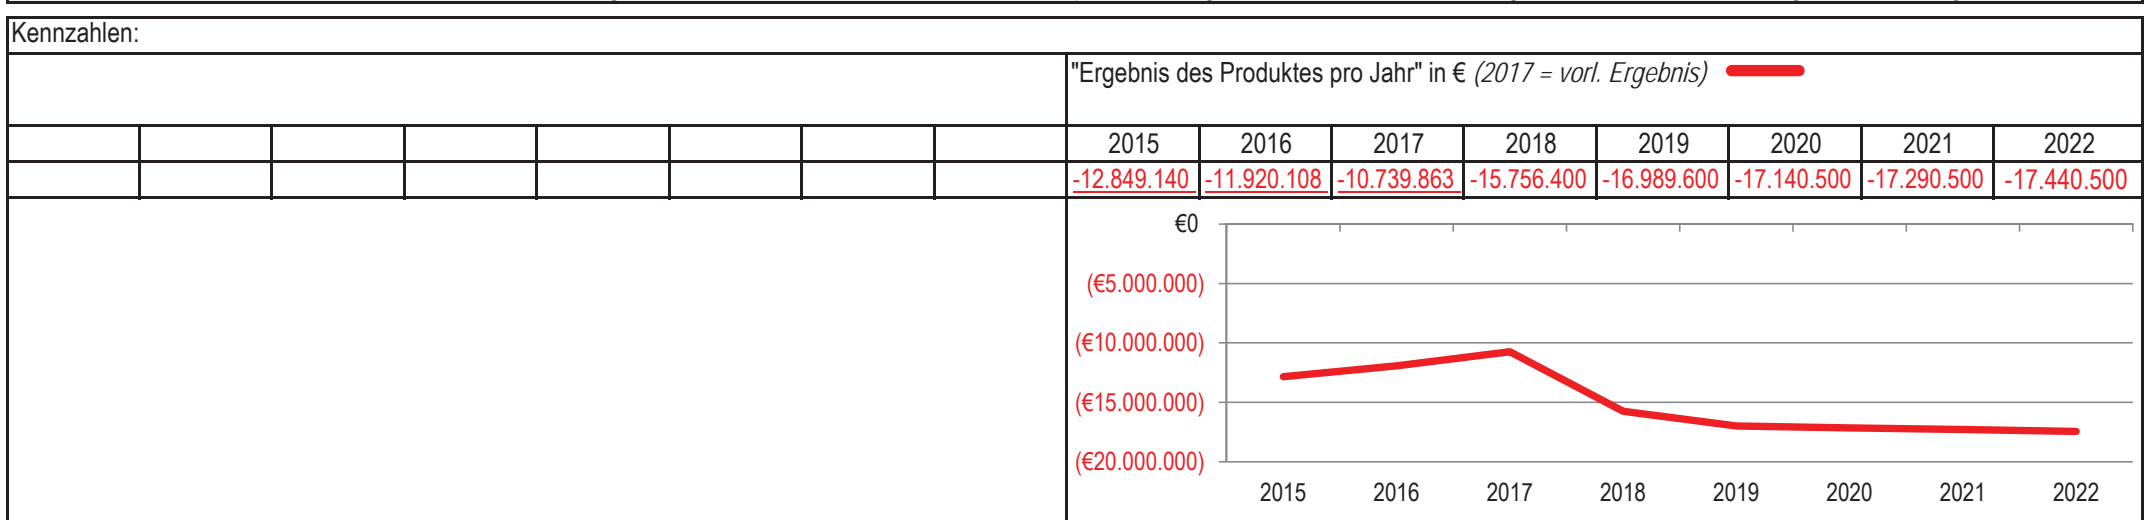 Kennzahlen:
"Ergebnis des Produktes pro Jahr" in € (2017 = vorl. Ergebnis)
2015 2016 2017 2018 2019 2020 2021 2022
-12.849.140 -11.920.108 -10.739.863 -15.756.400 -16.989.600 -17.140.500 -17.290.500 -17.440.500
€0
(€5.000.000)
(€10.000.000)
(€15.000.000)
(€20.000.000)
2015 2016 2017 2018 2019 2020 2021 2022